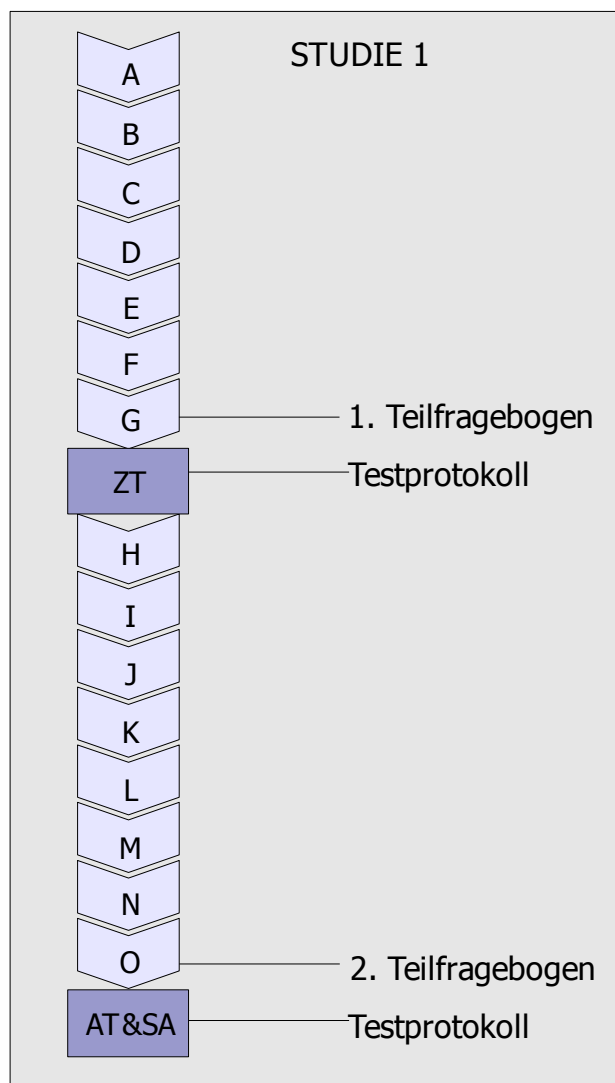 STUDIE 1
A
B
C
D
E
F
G
1. Teilfragebogen
ZT
Testprotokoll
H
I
J
K
L
M
N
O
2. Teilfragebogen
AT&SA
Testprotokoll